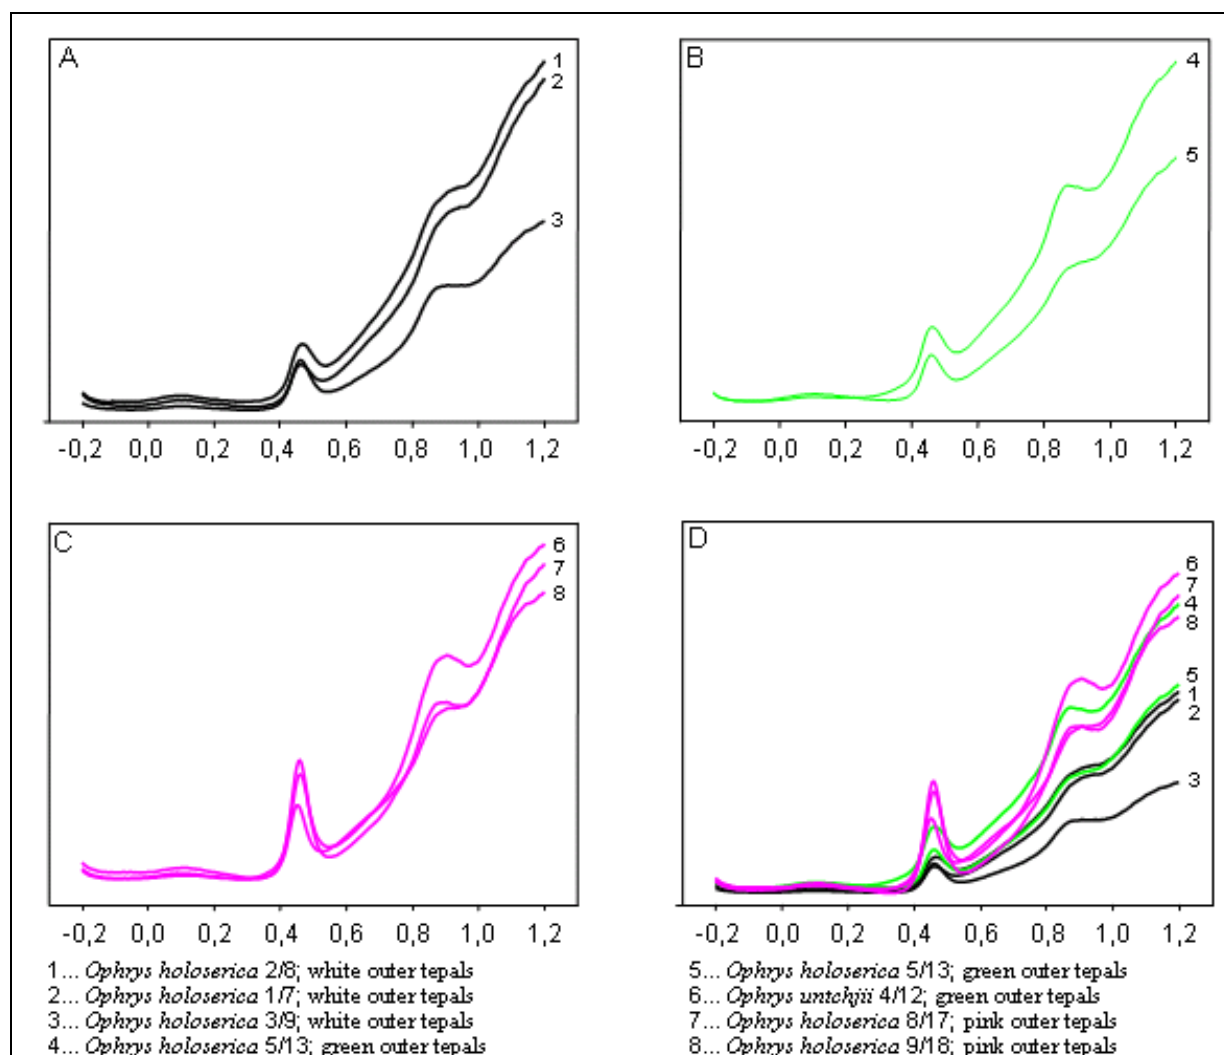 A
1
2
3
-0,2 0,0 0,2 0,4 0,6 0,8 1,0 1,2
B
4
5
-0,2 0,0 0,2 0,4 0,6 0,8 1,0 1,2
C
6
7
8
-0,2 0,0 0,2 0,4 0,6 0,8 1,0 1,2
D
6
7
4
8
5
1
2
3
-0,2 0,0 0,2 0,4 0,6 0,8 1,0 1,2
1... Ophrys holoserica 2/8; white outer tepals
2... Ophrys holoserica 1/7; white outer tepals
3... Ophrys holoserica 3/9; white outer tepals
4... Ophrys holoserica 5/13; green outer tepals
5... Ophrys holoserica 5/13; green outer tepals
6... Ophrys untchjii 4/12; green outer tepals
7... Ophrys holoserica 8/17; pink outer tepals
8... Ophrys holoserica 9/18; pink outer tepals